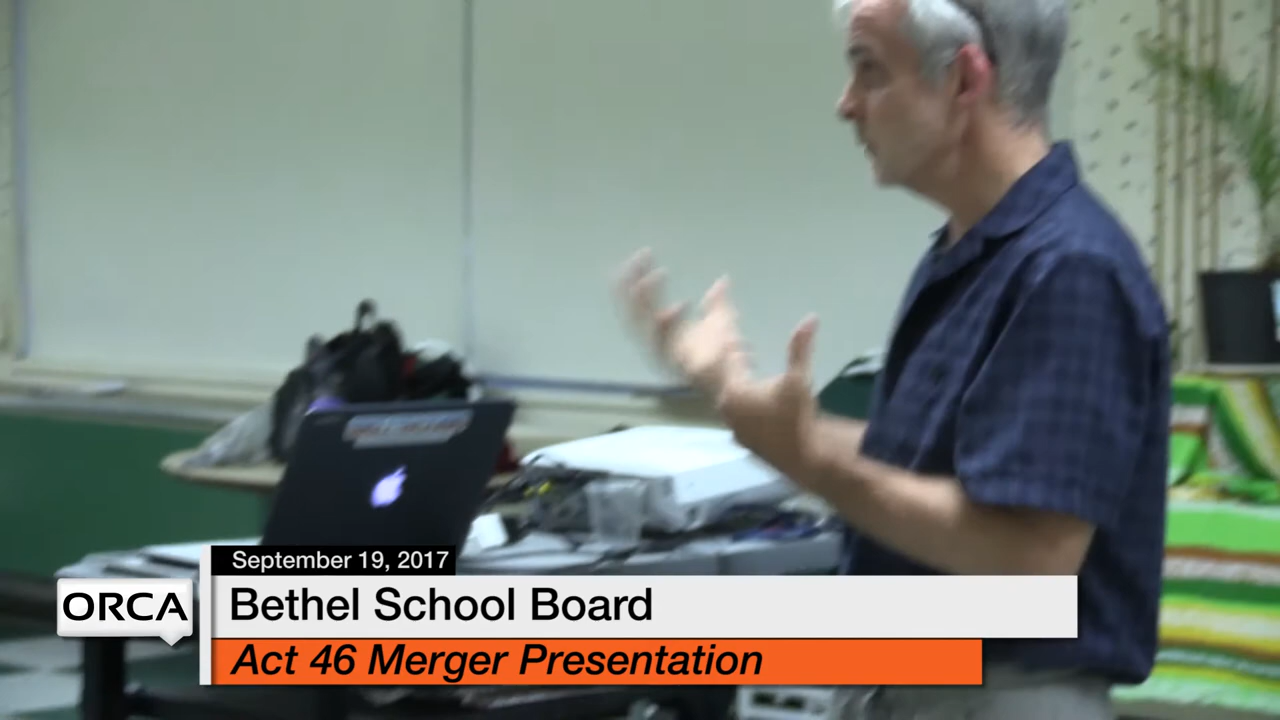 September 19, 2017
ORCA
Bethel School Board
Act 46 Merger Presentation